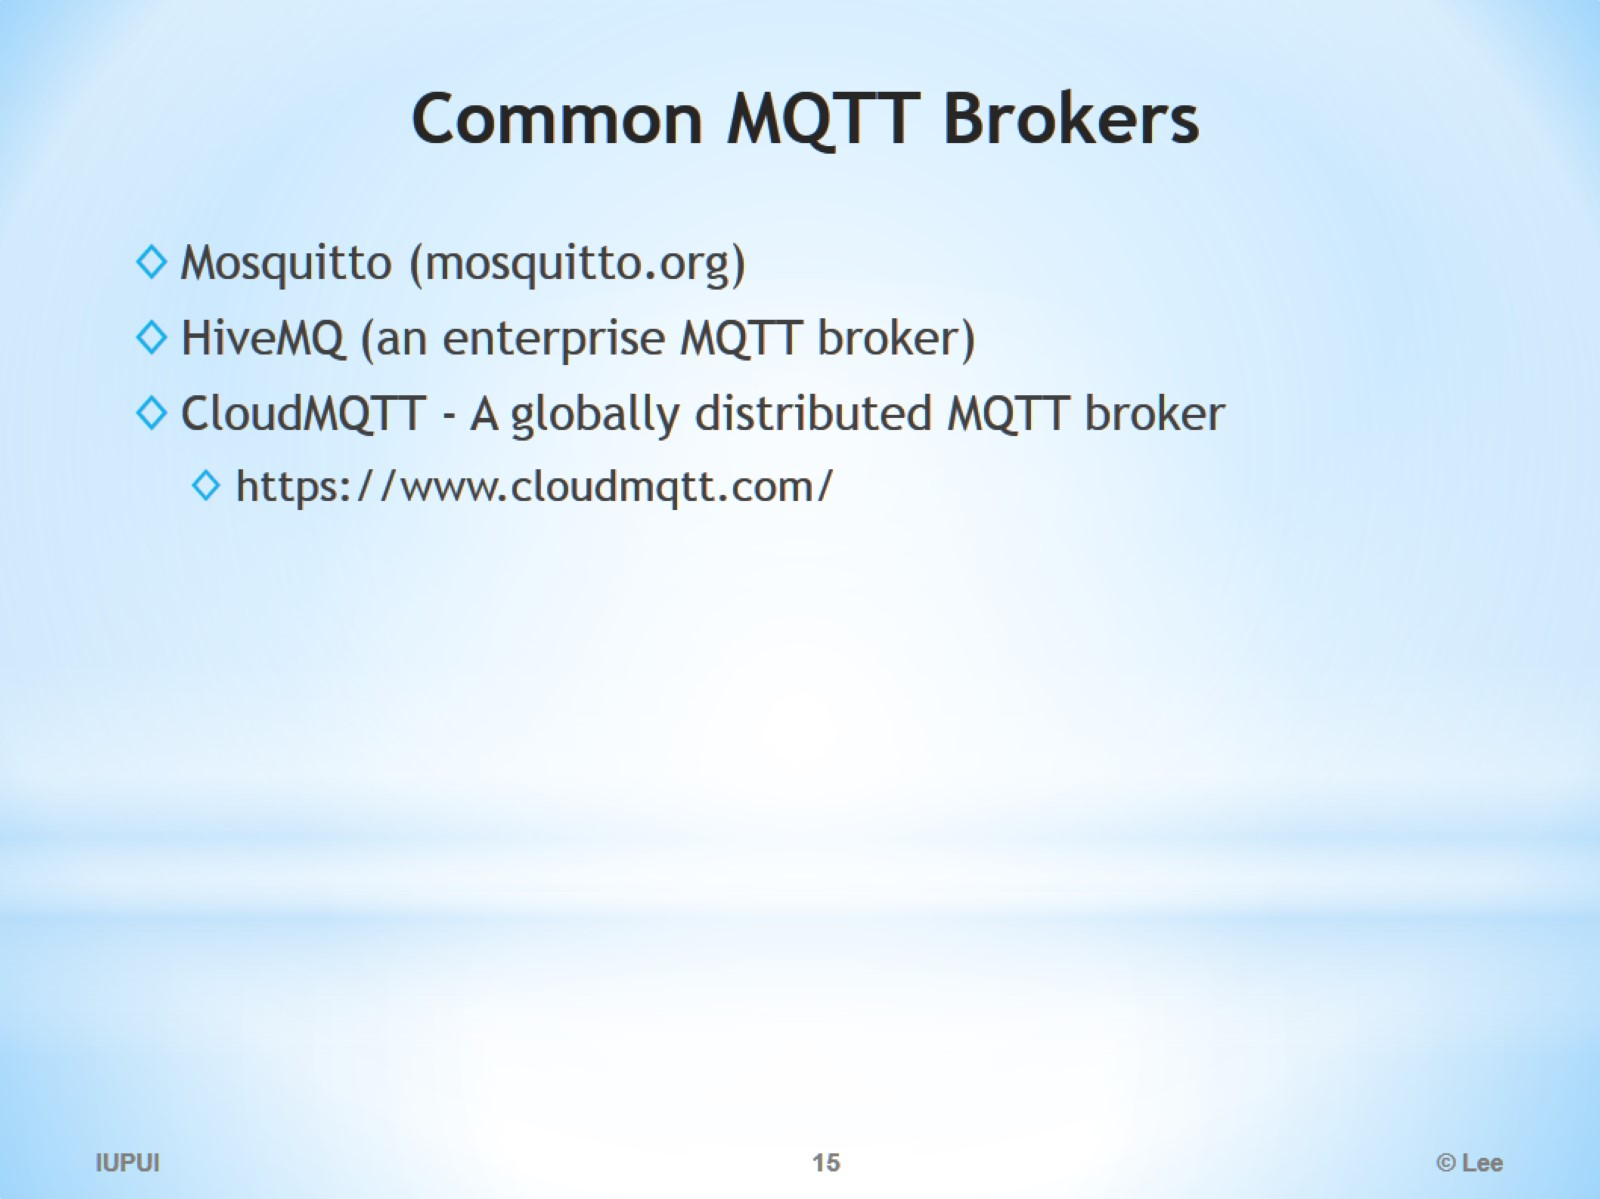 Common MQTT Brokers
Mosquitto (mosquitto.org)
HiveMQ (an enterprise MQTT broker)
CloudMQTT - A globally distributed MQTT broker
https://www.cloudmqtt.com/
IUPUI
15
© Lee